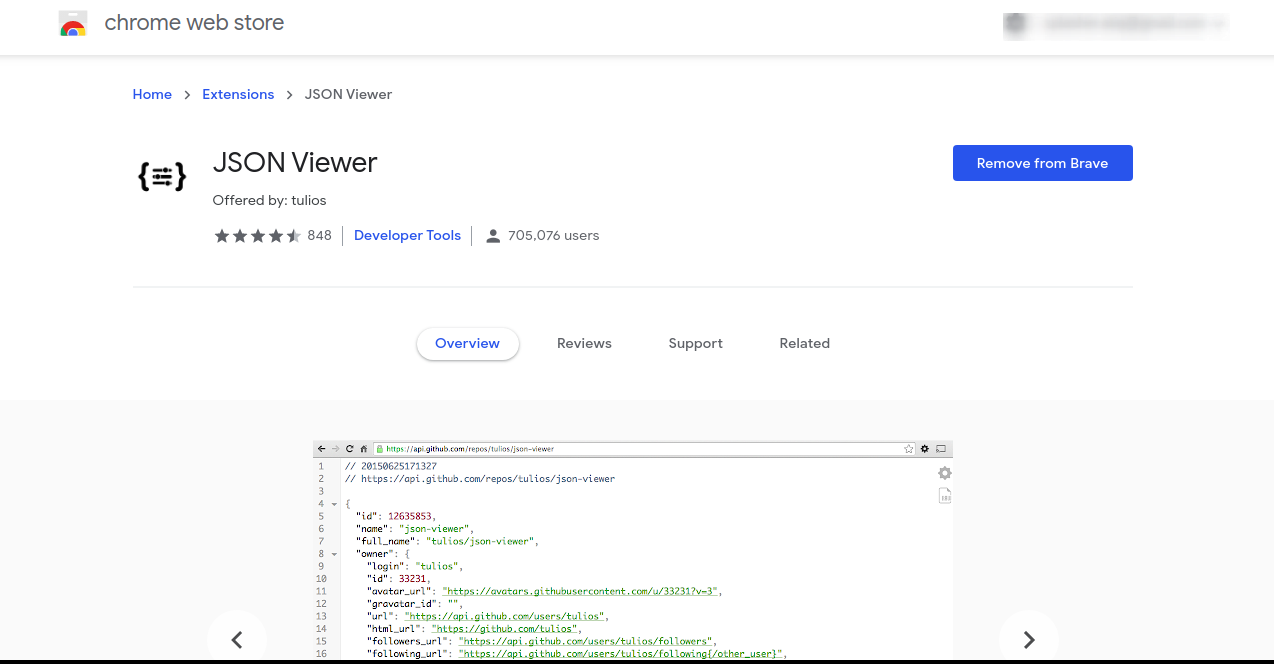 chrome web store
Home > Extensions > JSON Viewer
JSON Viewer
Remove from Brave
Offered by: tulios
848 Developer Tools 705,076 users
Overview Reviews Support Related
https://api.github.com/repos/tulios/json-viewer
1 // 20150625171327
2 // https://api.github.com/repos/tulios/json-viewer
3
4 {
5 "id": 12635853,
6 "name": "json-viewer",
7 "full_name": "tulios/json-viewer",
8 "owner": {
9 "login": "tulios",
10 "id": 33231,
11 "avatar_url": "https://avatars.githubusercontent.com/u/33231?v=3",
12 "gravatar_id": "",
13 "url": "https://api.github.com/users/tulios",
14 "html_url": "https://github.com/tulios",
15 "followers_url": "https://api.github.com/users/tulios/followers",
16 "following_url": "https://api.github.com/users/tulios/following{/other_user}",